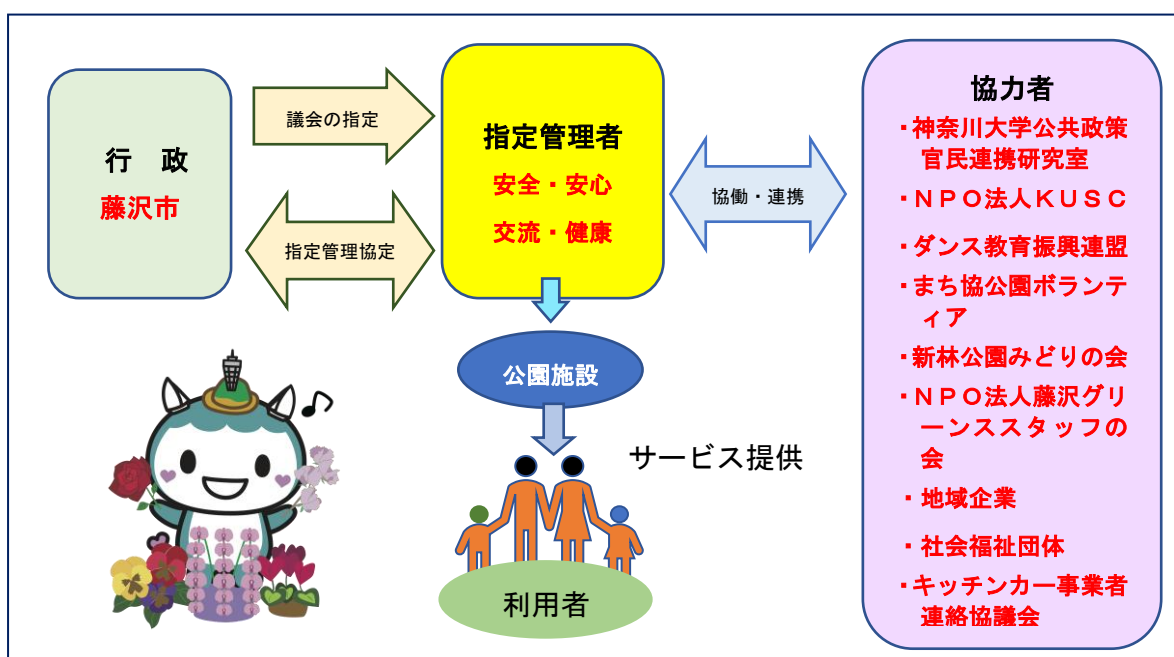 行　政
藤沢市
議会の指定
指定管理協定
指定管理者
安全・安心
交流・健康
協働・連携
公園施設
サービス提供
利用者
協力者
・神奈川大学公共政策
官民連携研究室
・ＮＰＯ法人ＫＵＳＣ
・ダンス教育振興連盟
・まち協公園ボランテ
ィア
・新林公園みどりの会
・ＮＰＯ法人藤沢グリ
ーンススタッフの
会
・地域企業
・社会福祉団体
・キッチンカー事業者
連絡協議会